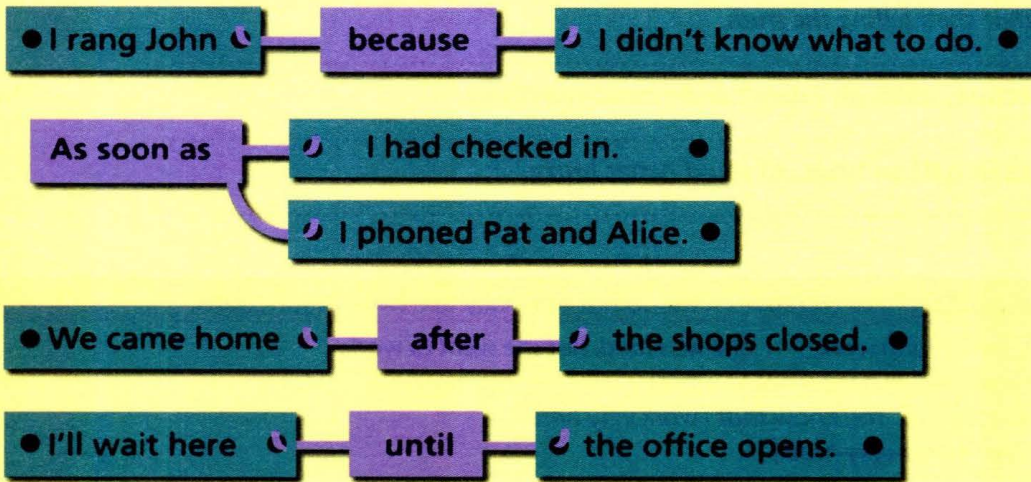 I rang John because I didn't know what to do.
As soon as I had checked in.
I phoned Pat and Alice.
We came home after the shops closed.
I'll wait here until the office opens.